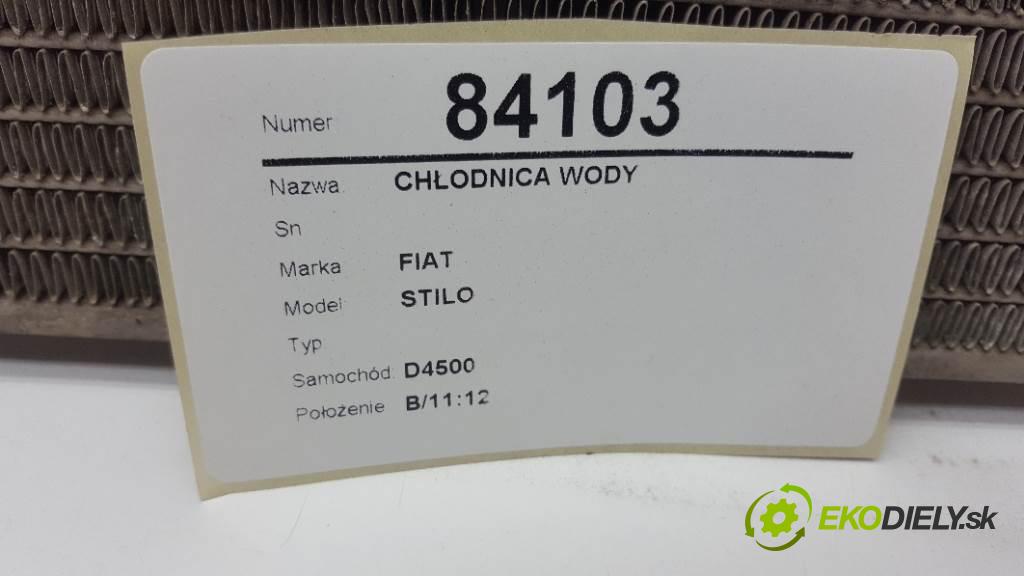 Numer 84103
Nazwa CHŁODNICA WODY
Sn
Marka FIAT
Model STILO
Typ
Samochód: D4500
Położenie B/11:12
EKODIELY.sk